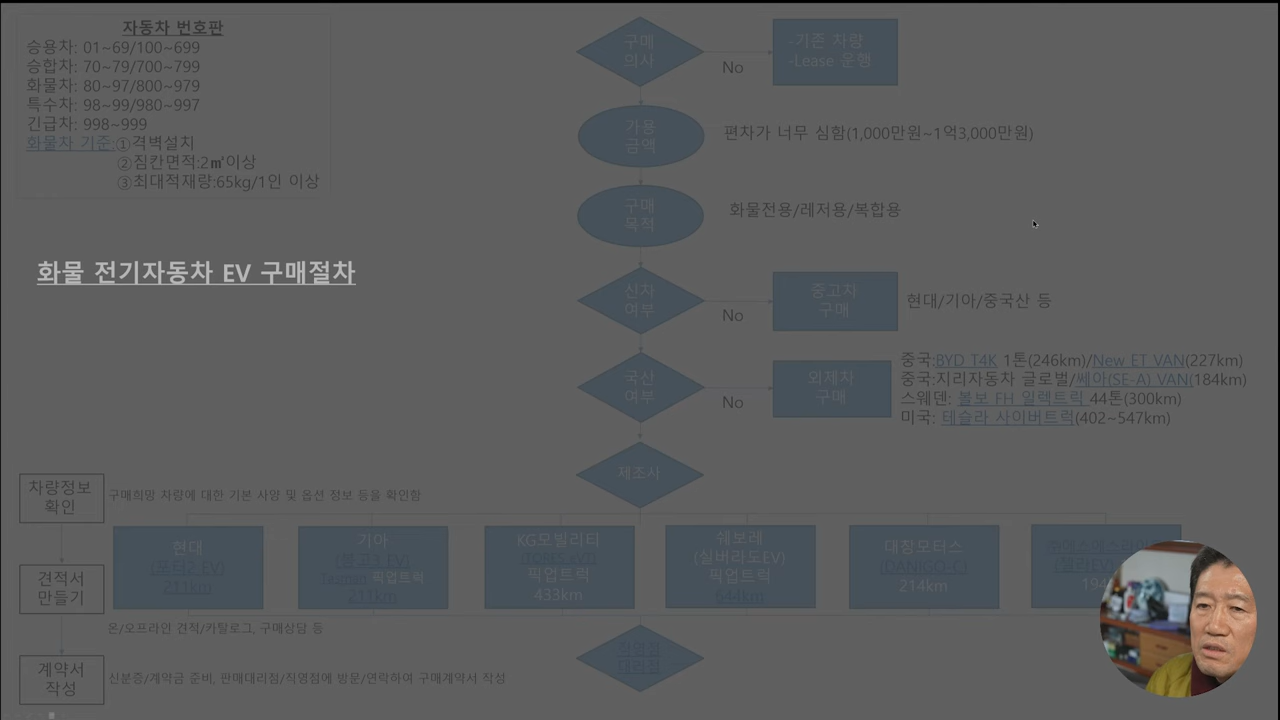 자동차 번호판
승용차: 01~69/100~699
승합차: 70~79/700~799
화물차: 80~97/800~979
특수차: 98~99/980~997
긴급차: 998~999
화물차 기준:①격벽설치
②짐칸면적:2㎡이상
③최대적재량:65kg/1인 이상
화물 전기자동차 EV 구매절차
구매
의사
No
-기존 차량
-Lease 운행
가용
금액
편차가 너무 심함(1,000만원~1억3,000만원)
구매
목적
화물전용/레저용/복합용
신차
여부
No
중고차
구매
현대/기아/중국산 등
국산
여부
No
외제차
구매
중국:BYD T4K 1톤(246km)/New ET VAN(227km)
중국:지리자동차 글로벌/쎄아(SE-A) VAN(184km)
스웨덴: 볼보 FH 일렉트릭 44톤(300km)
미국: 테슬라 사이버트럭(402~547km)
제조사
차량정보
확인
구매희망 차량에 대한 기본 사양 및 옵션 정보 등을 확인함
현대
(포터2 EV)
211km
기아
(봉고3 EV)
Tasman 픽업트럭
211km
KG모빌리티
픽업트럭
433km
쉐보레
(실버라도EV)
픽업트럭
644km
대창모터스
(DANIGO-C)
214km
견적서
만들기
온/오프라인 견적/카탈로그, 구매상담 등
계약서
작성
신분증/계약금 준비, 판매대리점/직영점에 방문/연락하여 구매계약서 작성
직영점
대리점